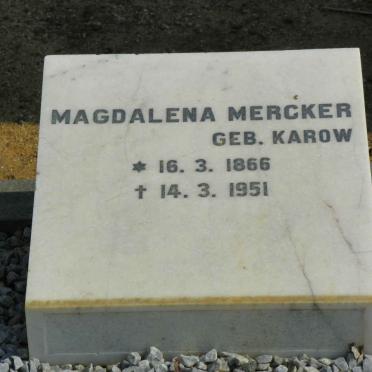 MAGDALENA MERCKER
GEB. KAROW
* 16. 3. 1866
† 14. 3. 1951